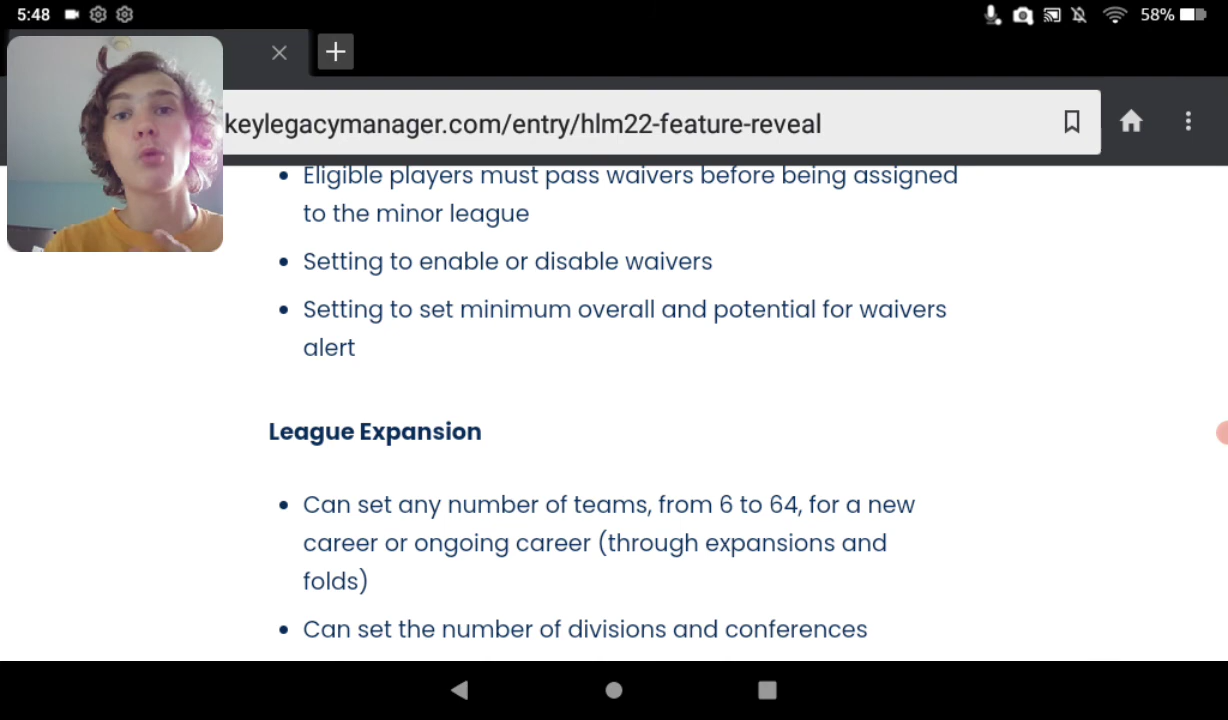 5:48
58%
keylegacymanager.com/entry/hlm22-feature-reveal
Eligible players must pass waivers before being assigned
to the minor league
Setting to enable or disable waivers
Setting to set minimum overall and potential for waivers
alert
League Expansion
Can set any number of teams, from 6 to 64, for a new
career or ongoing career (through expansions and
folds)
Can set the number of divisions and conferences